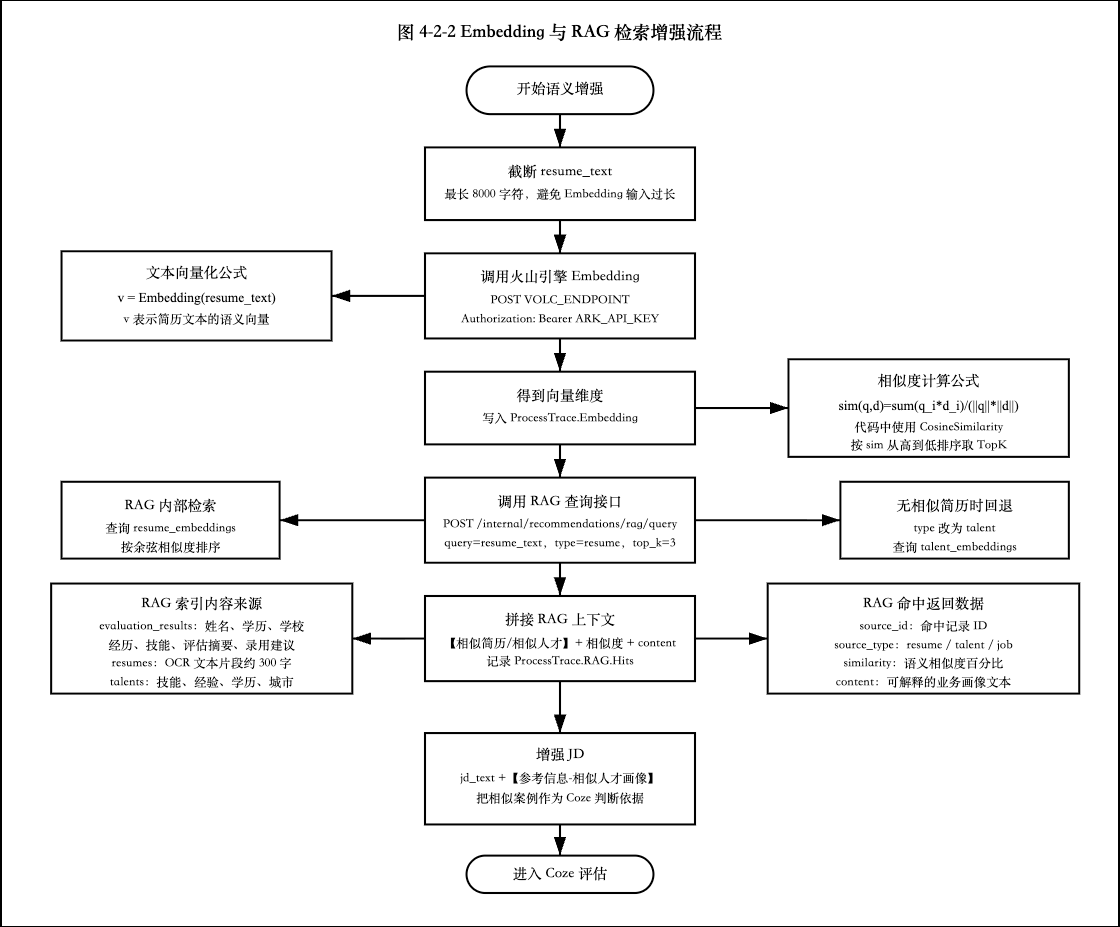 图 4-2-2 Embedding 与 RAG 检索增强流程
开始语义增强
截断 resume_text
最长 8000 字符，避免 Embedding 输入过长
调用火山引擎 Embedding
POST VOLC_ENDPOINT
Authorization: Bearer ARK_API_KEY
文本向量化公式
v = Embedding(resume_text)
v 表示简历文本的语义向量
得到向量维度
写入 ProcessTrace.Embedding
相似度计算公式
sim(q,d)=sum(q_i*d_i)/(||q||*||d||)
代码中使用 CosineSimilarity
按 sim 从高到低排序取 TopK
调用 RAG 查询接口
POST /internal/recommendations/rag/query
query=resume_text，type=resume，top_k=3
RAG 内部检索
查询 resume_embeddings
按余弦相似度排序
无相似简历时回退
type 改为 talent
查询 talent_embeddings
拼接 RAG 上下文
【相似简历/相似人才】+ 相似度 + content
记录 ProcessTrace.RAG.Hits
RAG 索引内容来源
evaluation_results：姓名、学历、学校
经历、技能、评估摘要、录用建议
resumes：OCR 文本片段约 300 字
talents：技能、经验、学历、城市
RAG 命中返回数据
source_id：命中记录 ID
source_type：resume / talent / job
similarity：语义相似度百分比
content：可解释的业务画像文本
增强 JD
jd_text +【参考信息-相似人才画像】
把相似案例作为 Coze 判断依据
进入 Coze 评估